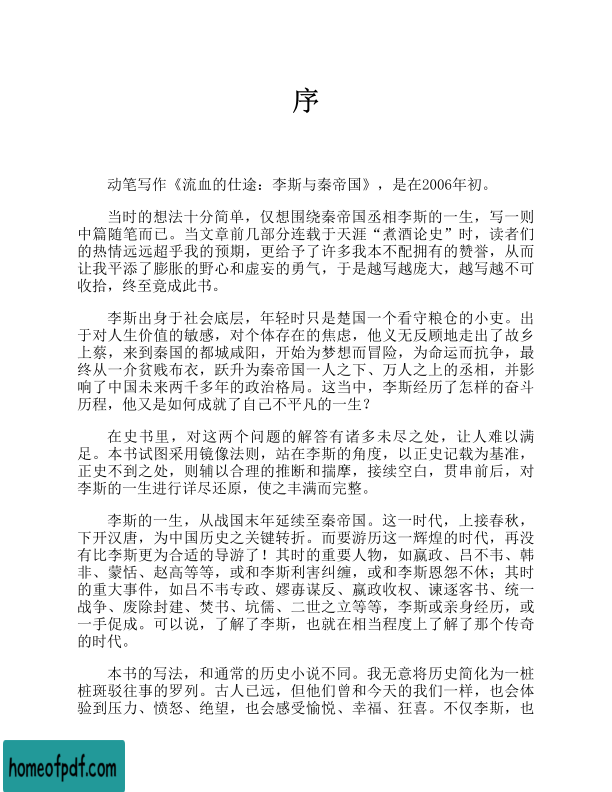 序
动笔写作《流血的仕途：李斯与秦帝国》，是在2006年初。
当时的想法十分简单，仅想围绕秦帝国丞相李斯的一生，写一则
中篇随笔而已。当文章前几部分连载于天涯“煮酒论史”时，读者们
的热情远远超乎我的预期，更给予了许多我本不配拥有的赞誉，从而
让我平添了膨胀的野心和虚妄的勇气，于是越写越庞大，越写越不可
收拾，终至竟成此书。
李斯出身于社会底层，年轻时只是楚国一个看守粮仓的小吏。出
于对人生价值的敏感，对个体存在的焦虑，他义无反顾地走出了故乡
上蔡，来到秦国的都城咸阳，开始为梦想而冒险，为命运而抗争，最
终从一介贫贱布衣，跃升为秦帝国一人之下、万人之上的丞相，并影
响了中国未来两千多年的政治格局。这当中，李斯经历了怎样的奋斗
历程，他又是如何成就了自己不平凡的一生？
在史书里，对这两个问题的解答有诸多未尽之处，让人难以满
足。本书试图采用镜像法则，站在李斯的角度，以正史记载为基准，
正史不到之处，则辅以合理的推断和揣摩，接续空白，贯串前后，对
李斯的一生进行详尽还原，使之丰满而完整。
李斯的一生，从战国末年延续至秦帝国。这一时代，上接春秋，
下开汉唐，为中国历史之关键转折。而要游历这一辉煌的时代，再没
有比李斯更为合适的导游了！其时的重要人物，如嬴政、吕不韦、韩
非、蒙恬、赵高等等，或和李斯利害纠缠，或和李斯恩怨不休；其时
的重大事件，如吕不韦专政、嫪毐谋反、嬴政收权、谏逐客书、统一
战争、废除封建、焚书、坑儒、二世之立等等，李斯或亲身经历，或
一手促成。可以说，了解了李斯，也就在相当程度上了解了那个传奇
的时代。
本书的写法，和通常的历史小说不同。我无意将历史简化为一桩
桩斑驳往事的罗列。古人已远，但他们曾和今天的我们一样，也会体
验到压力、愤怒、绝望，也会感受愉悦、幸福、狂喜。不仅李斯，也
homeofpdf.com